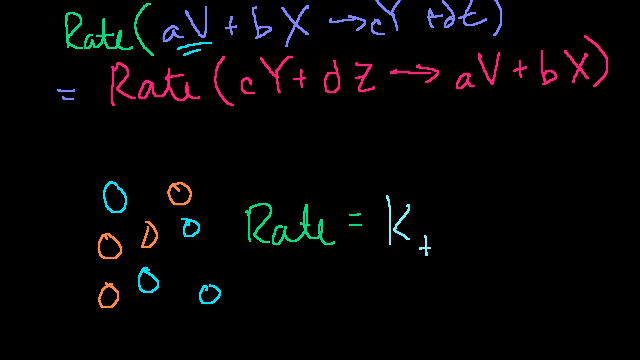 Rate (aV + bX → cY + dZ)
= Rate (cY + dZ → aV + bX)
Rate = K+